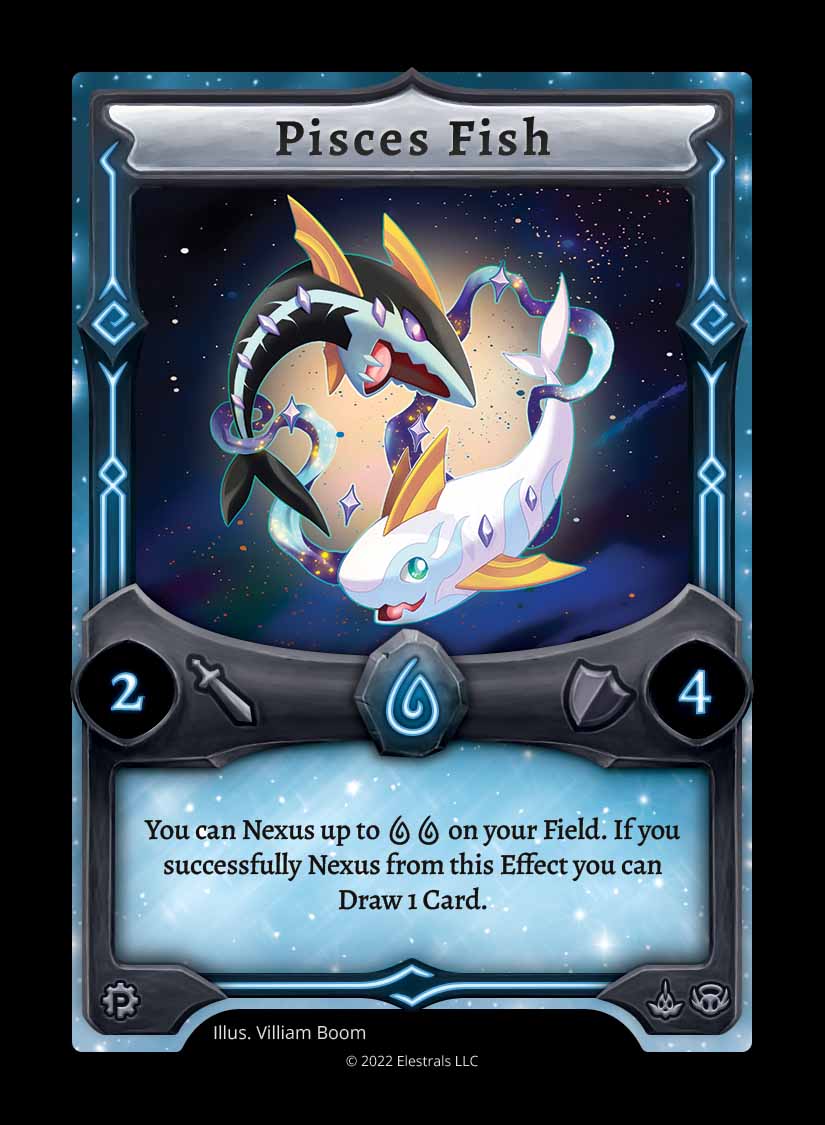 Pisces Fish
2
4
You can Nexus up to on your Field. If you
successfully Nexus from this Effect you can
Draw 1 Card.
P
Illus. Villiam Boom
© 2022 Elestrals LLC